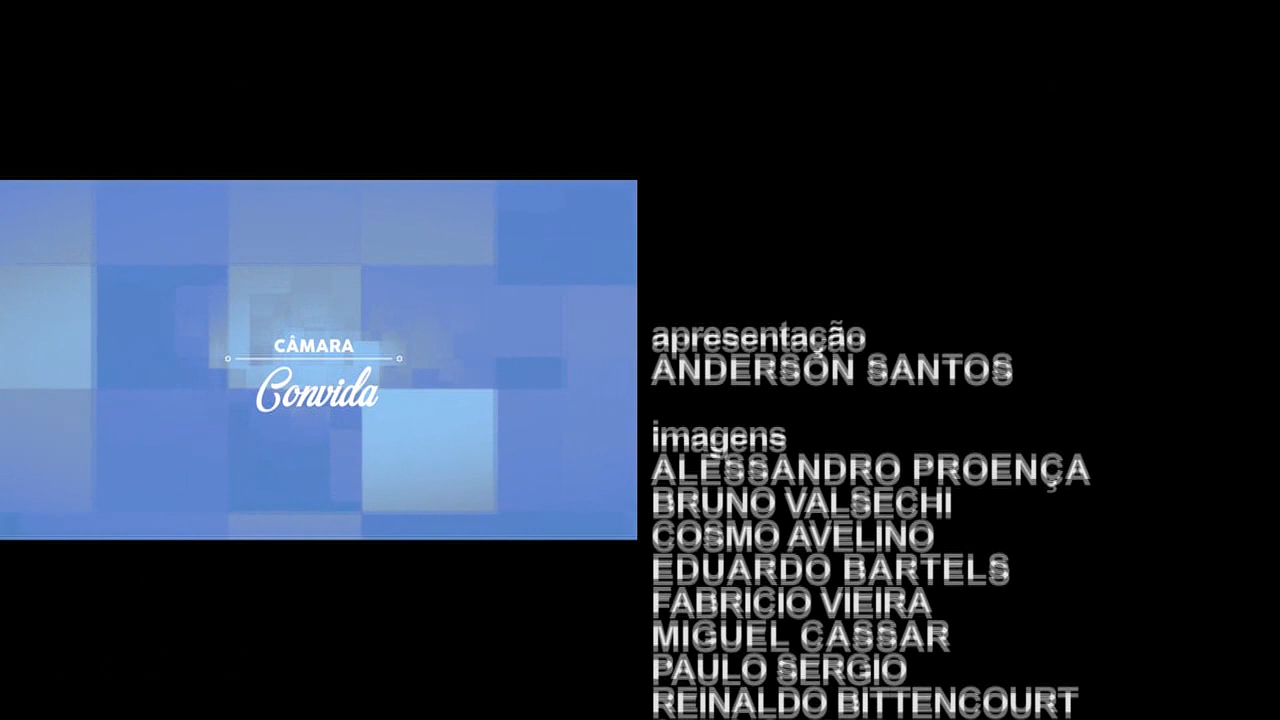 CÂMARA
Convida
apresentação
ANDERSON SANTOS
imagens
ALESSANDRO PROENÇA
BRUNO VALSECHI
COSMO AVELINO
EDUARDO BARTELS
FABRICIO VIEIRA
MIGUEL CASSAR
PAULO SERGIO
REINALDO BITTENCOURT